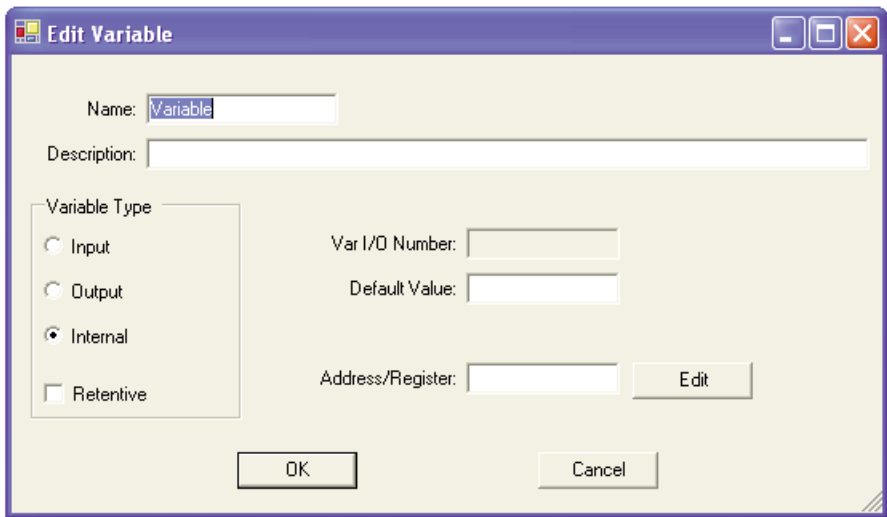 Edit Variable
Name: Variable
Description:
Variable Type
Input
Var I/O Number:
Output
Default Value:
Internal
Retentive
Address/Register:
Edit
OK
Cancel